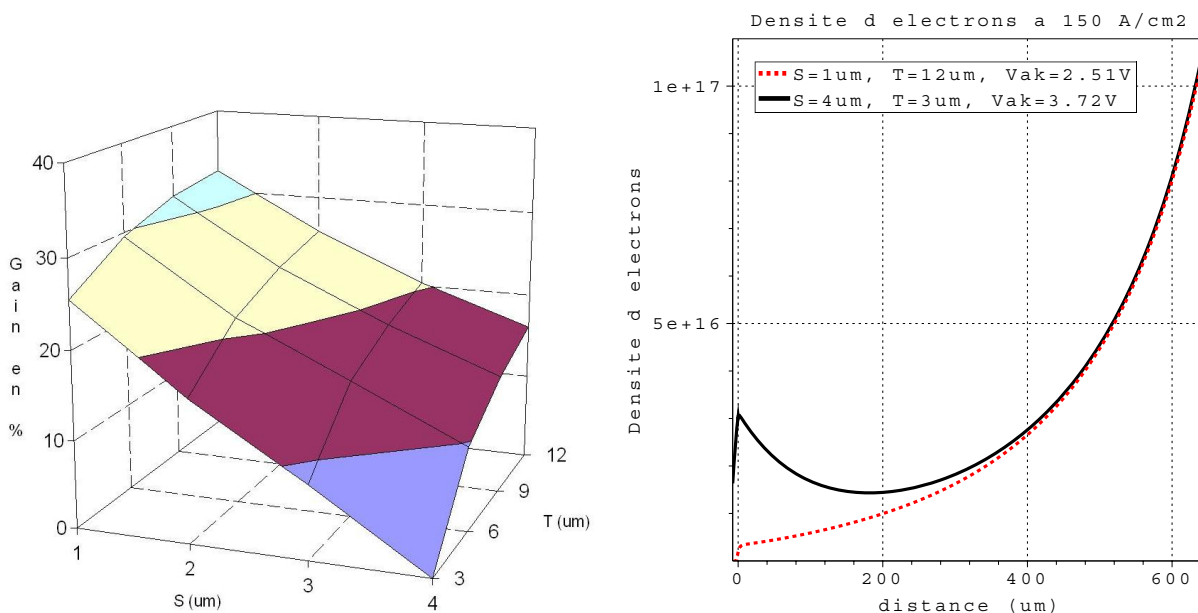 40
30
20
10
0
Gain en %
1
2
3
4
S (um)
3
6
9
12
T (um)
Densite d electrons a 150 A/cm2
S=1um, T=12um, Vak=2.51V
S=4um, T=3um, Vak=3.72V
1e+17
5e+16
Densite d electrons
0
200
400
600
distance (um)